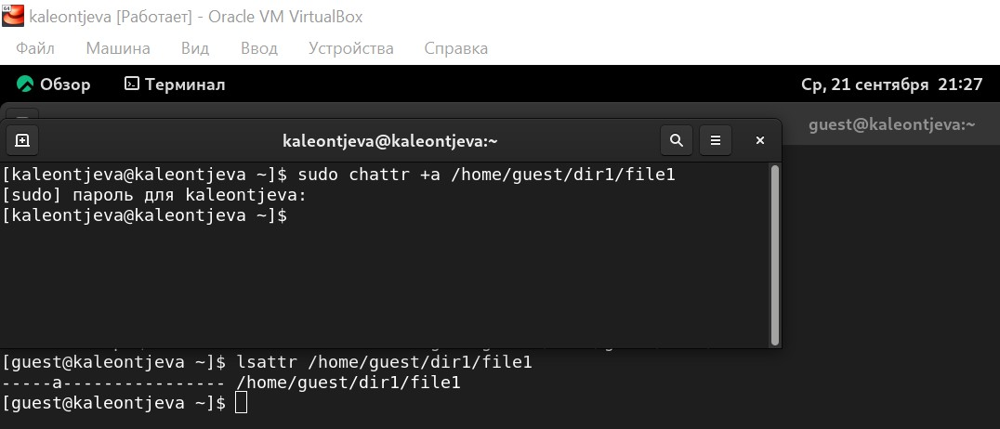 64
kaleontjeva [Работает] - Oracle VM VirtualBox
Файл Машина Вид Ввод Устройства Справка
Обзор Терминал Ср, 21 сентября 21:27
guest@kaleontjeva:~
kaleontjeva@kaleontjeva:~
[kaleontjeva@kaleontjeva ~]$ sudo chattr +a /home/guest/dir1/file1
[sudo] пароль для kaleontjeva:
[kaleontjeva@kaleontjeva ~]$
[guest@kaleontjeva ~]$ lsattr /home/guest/dir1/file1
-----a---------------- /home/guest/dir1/file1
[guest@kaleontjeva ~]$